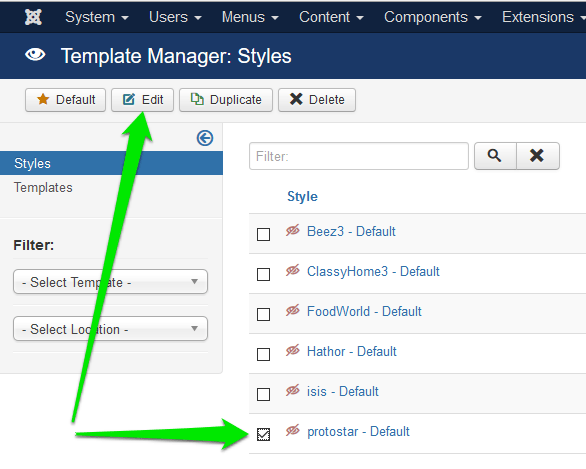 System Users Menus Content Components Extensions
Template Manager: Styles
Default Edit Duplicate Delete
Styles
Templates
Filter:
- Select Template -
- Select Location -
Filter:
Style
Beez3 - Default
ClassyHome3 - Default
FoodWorld - Default
Hathor - Default
isis - Default
protostar - Default